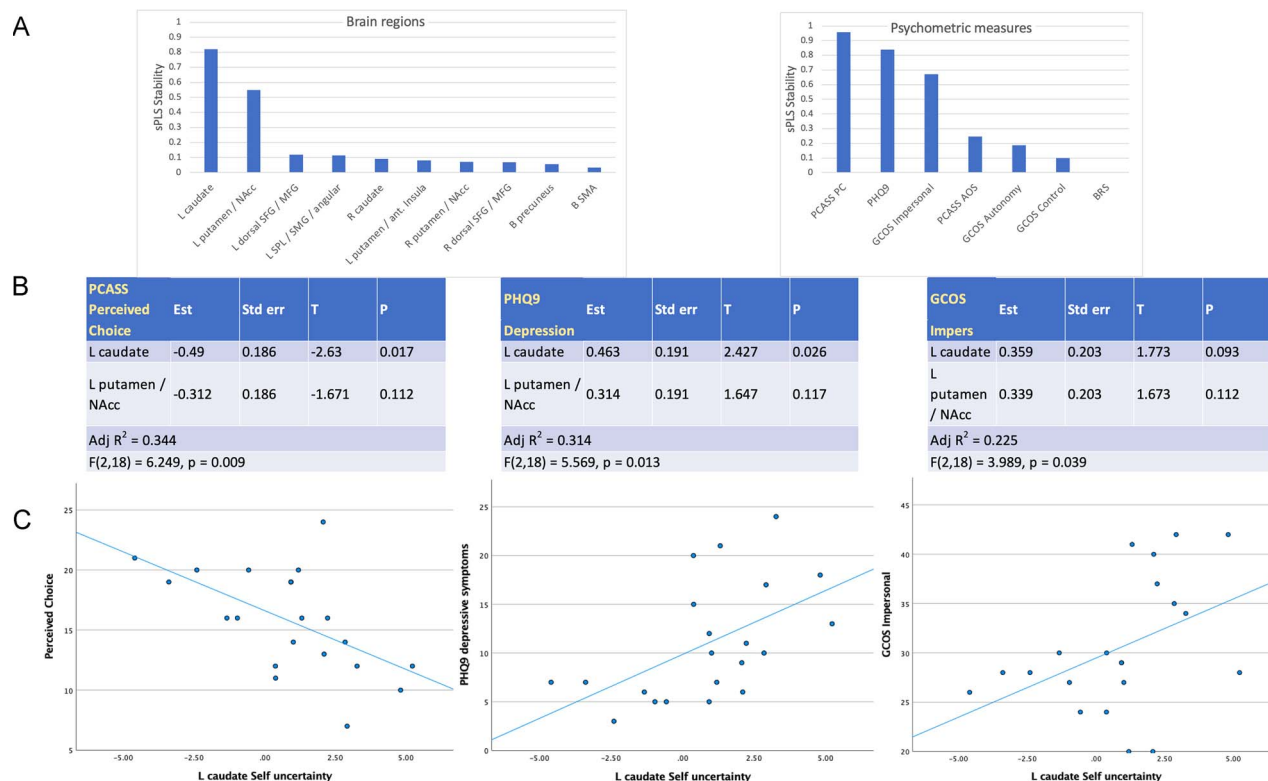 A
Brain regions
sPLS Stability
1
0.9
0.8
0.7
0.6
0.5
0.4
0.3
0.2
0.1
0
L caudate
L putamen / NAcc
L dorsal SFG / MFG
L SPL / SMG / angular
R caudate
L putamen / ant. Insula
R putamen / NAcc
R dorsal SFG / MFG
B precuneus
B SMA
Psychometric measures
sPLS Stability
1
0.9
0.8
0.7
0.6
0.5
0.4
0.3
0.2
0.1
0
PCASS PC
PHQ9
GCOS Impersonal
PCASS AOS
GCOS Autonomy
GCOS Control
BRS
B
PCASS
Perceived
Choice
Est Std err T P
L caudate -0.49 0.186 -2.63 0.017
L putamen /
NAcc
-0.312 0.186 -1.671 0.112
Adj R² = 0.344
F(2,18) = 6.249, p = 0.009
PHQ9
Depression
Est Std err T P
L caudate 0.463 0.191 2.427 0.026
L putamen /
NAcc
0.314 0.191 1.647 0.117
Adj R² = 0.314
F(2,18) = 5.569, p = 0.013
GCOS
Impers
Est Std err T P
L caudate 0.359 0.203 1.773 0.093
L
putamen
/ NAcc
0.339 0.203 1.673 0.112
Adj R² = 0.225
F(2,18) = 3.989, p = 0.039
C
Perceived Choice
25
20
15
10
5
-5.00 -2.50 .00 2.50 5.00
L caudate Self uncertainty
PHQ9 depressive symptoms
25
20
15
10
5
0
-5.00 -2.50 .00 2.50 5.00
L caudate Self uncertainty
GCOS Impersonal
45
40
35
30
25
20
-5.00 -2.50 .00 2.50 5.00
L caudate Self uncertainty